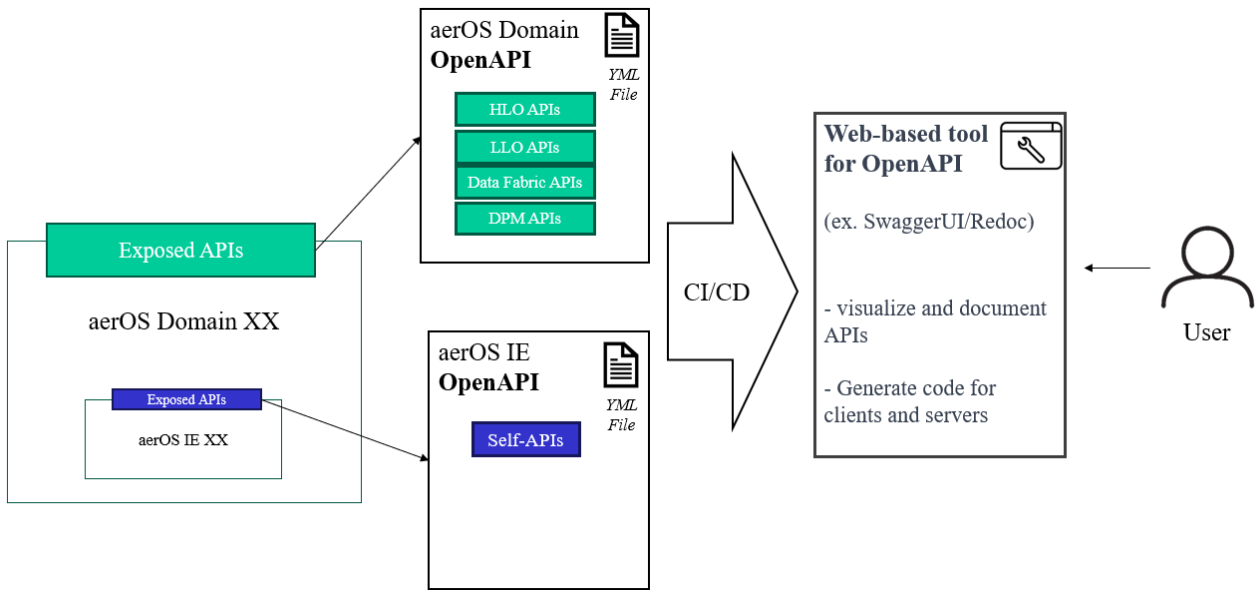 Exposed APIs
aerOS Domain XX
Exposed APIs
aerOS IE XX
aerOS Domain
OpenAPI
YML
File
HLO APIs
LLO APIs
Data Fabric APIs
DPM APIs
aerOS IE
OpenAPI
YML
File
Self-APIs
CI/CD
Web-based tool
for OpenAPI
(ex. SwaggerUI/Redoc)
- visualize and document
APIs
- Generate code for
clients and servers
User